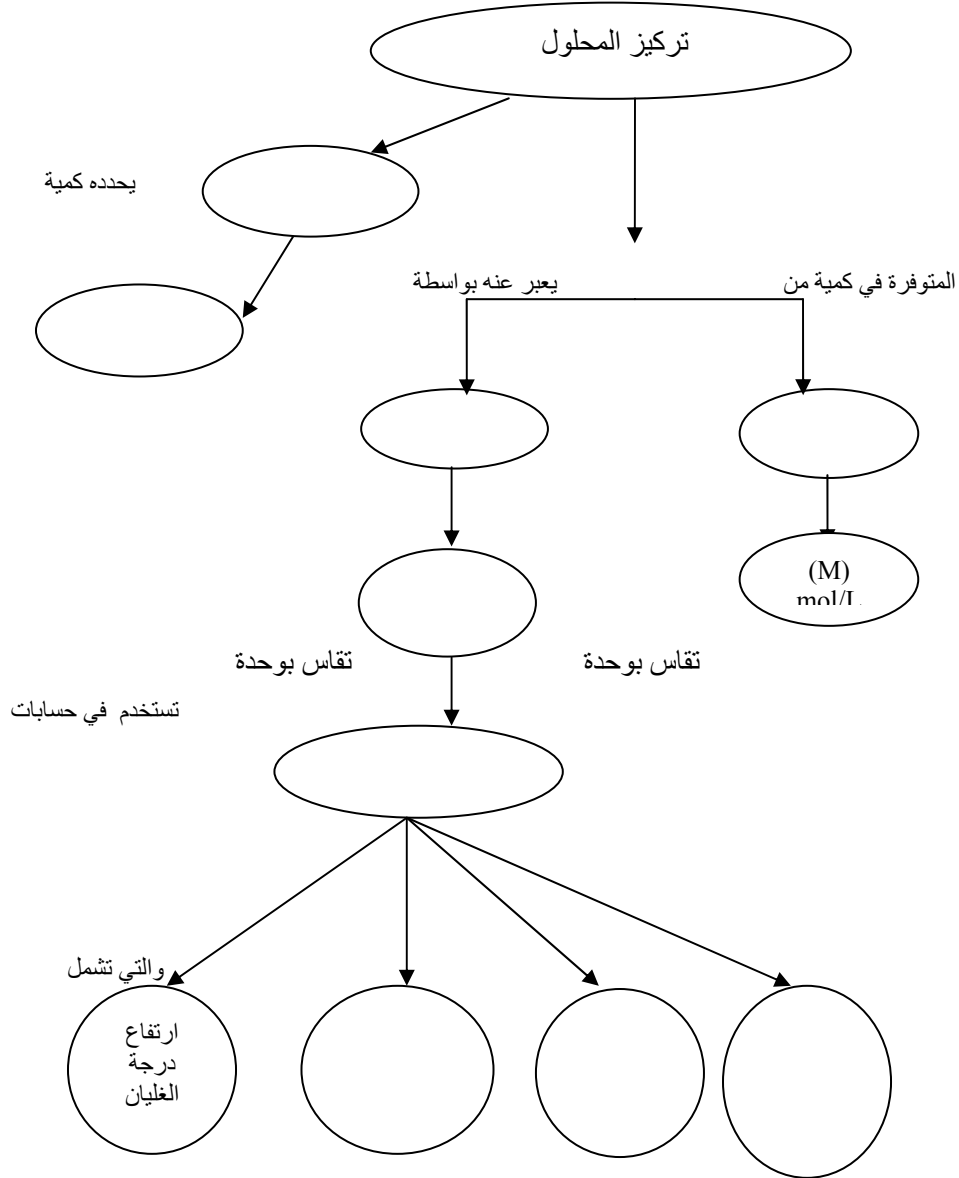 تركيز المحلول
يحدده كمية
المتوفرة في كمية من
يعبر عنه بواسطة
(M)
mol/L
تقاس بوحدة
تقاس بوحدة
تستخدم في حسابات
والتي تشمل
ارتفاع
درجة
الغليان